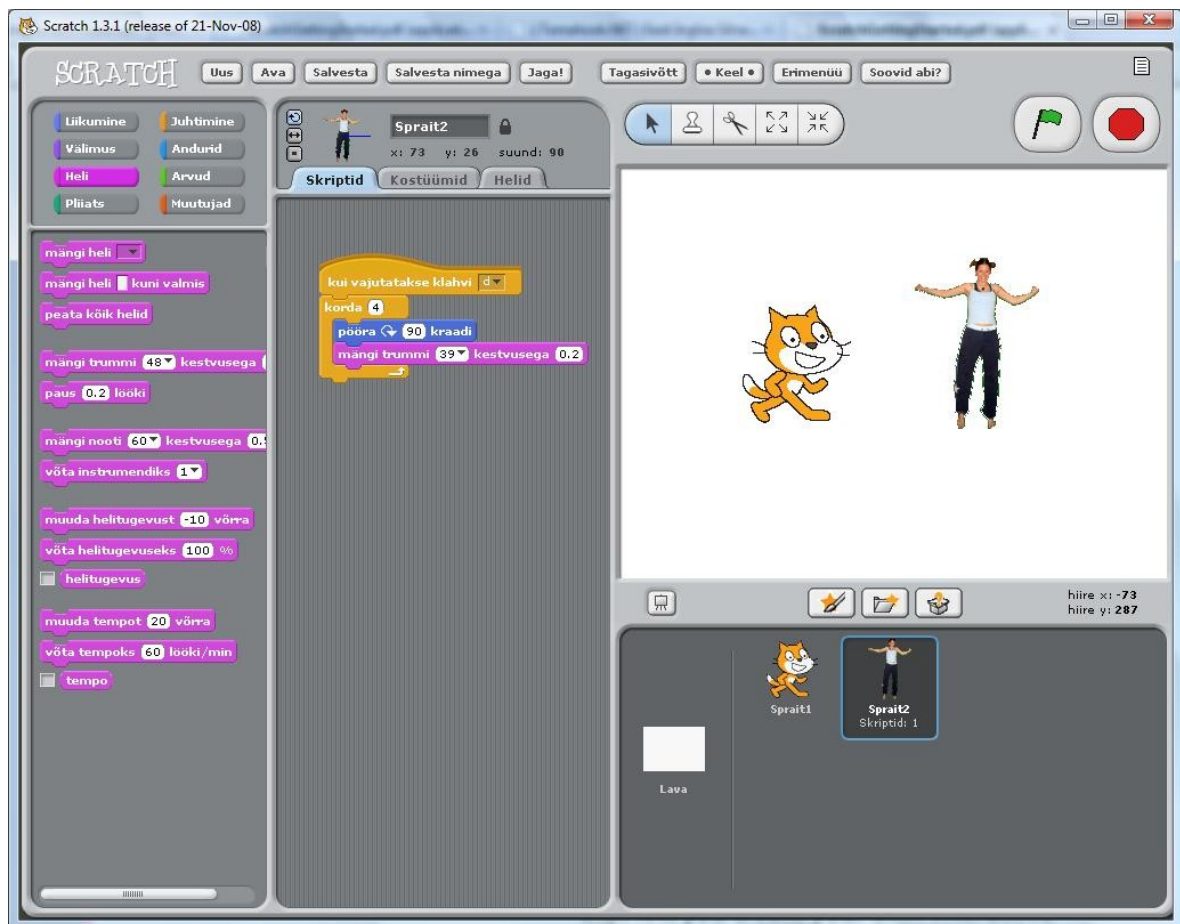 Scratch 1.3.1 (release of 21-Nov-08)
SCRATCH Uus Ava Salvesta Salvesta nimega Jaga! Tagasivõtt • Keel • Erimenüü Soovid abi?
Liikumine Juhtimine
Välimus Andurid
Heli Arvud
Pliiats Muutujad
mängi heli
mängi heli kuni valmis
peata kõik helid
mängi trummi 48 kestvusega
paus 0.2 lööki
mängi nooti 60 kestvusega 0.5
võta instrumendiks 1
muuda helitugevust -10 võrra
võta helitugevuseks 100 %
helitugevus
muuda tempot 20 võrra
võta tempoks 60 lööki/min
tempo
Sprait2
x: 73 y: 26 suund: 90
Skriptid Kostüümid Helid
kui vajutatakse klahvi d
korda 4
pööra 90 kraadi
mängi trummi 39 kestvusega 0.2
hiire x: -73
hiire y: 287
Sprait1
Sprait2
Skriptid: 1
Lava